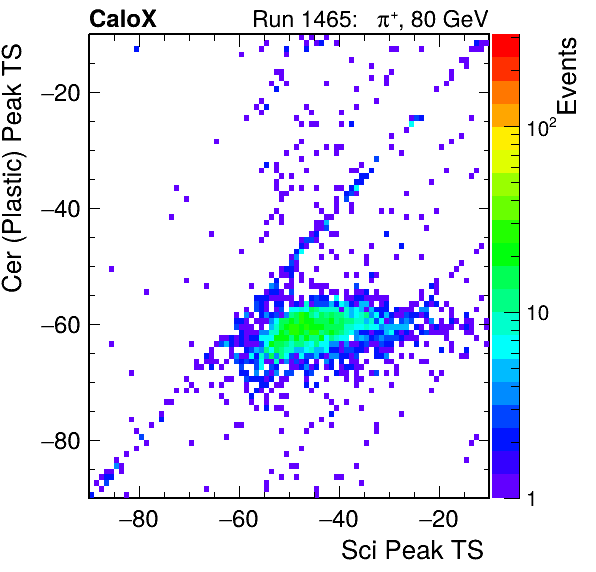 CaloX Run 1465: π⁺, 80 GeV
Cer (Plastic) Peak TS
Events
−20
−40
−60
−80
10²
10
1
−80 −60 −40 −20
Sci Peak TS